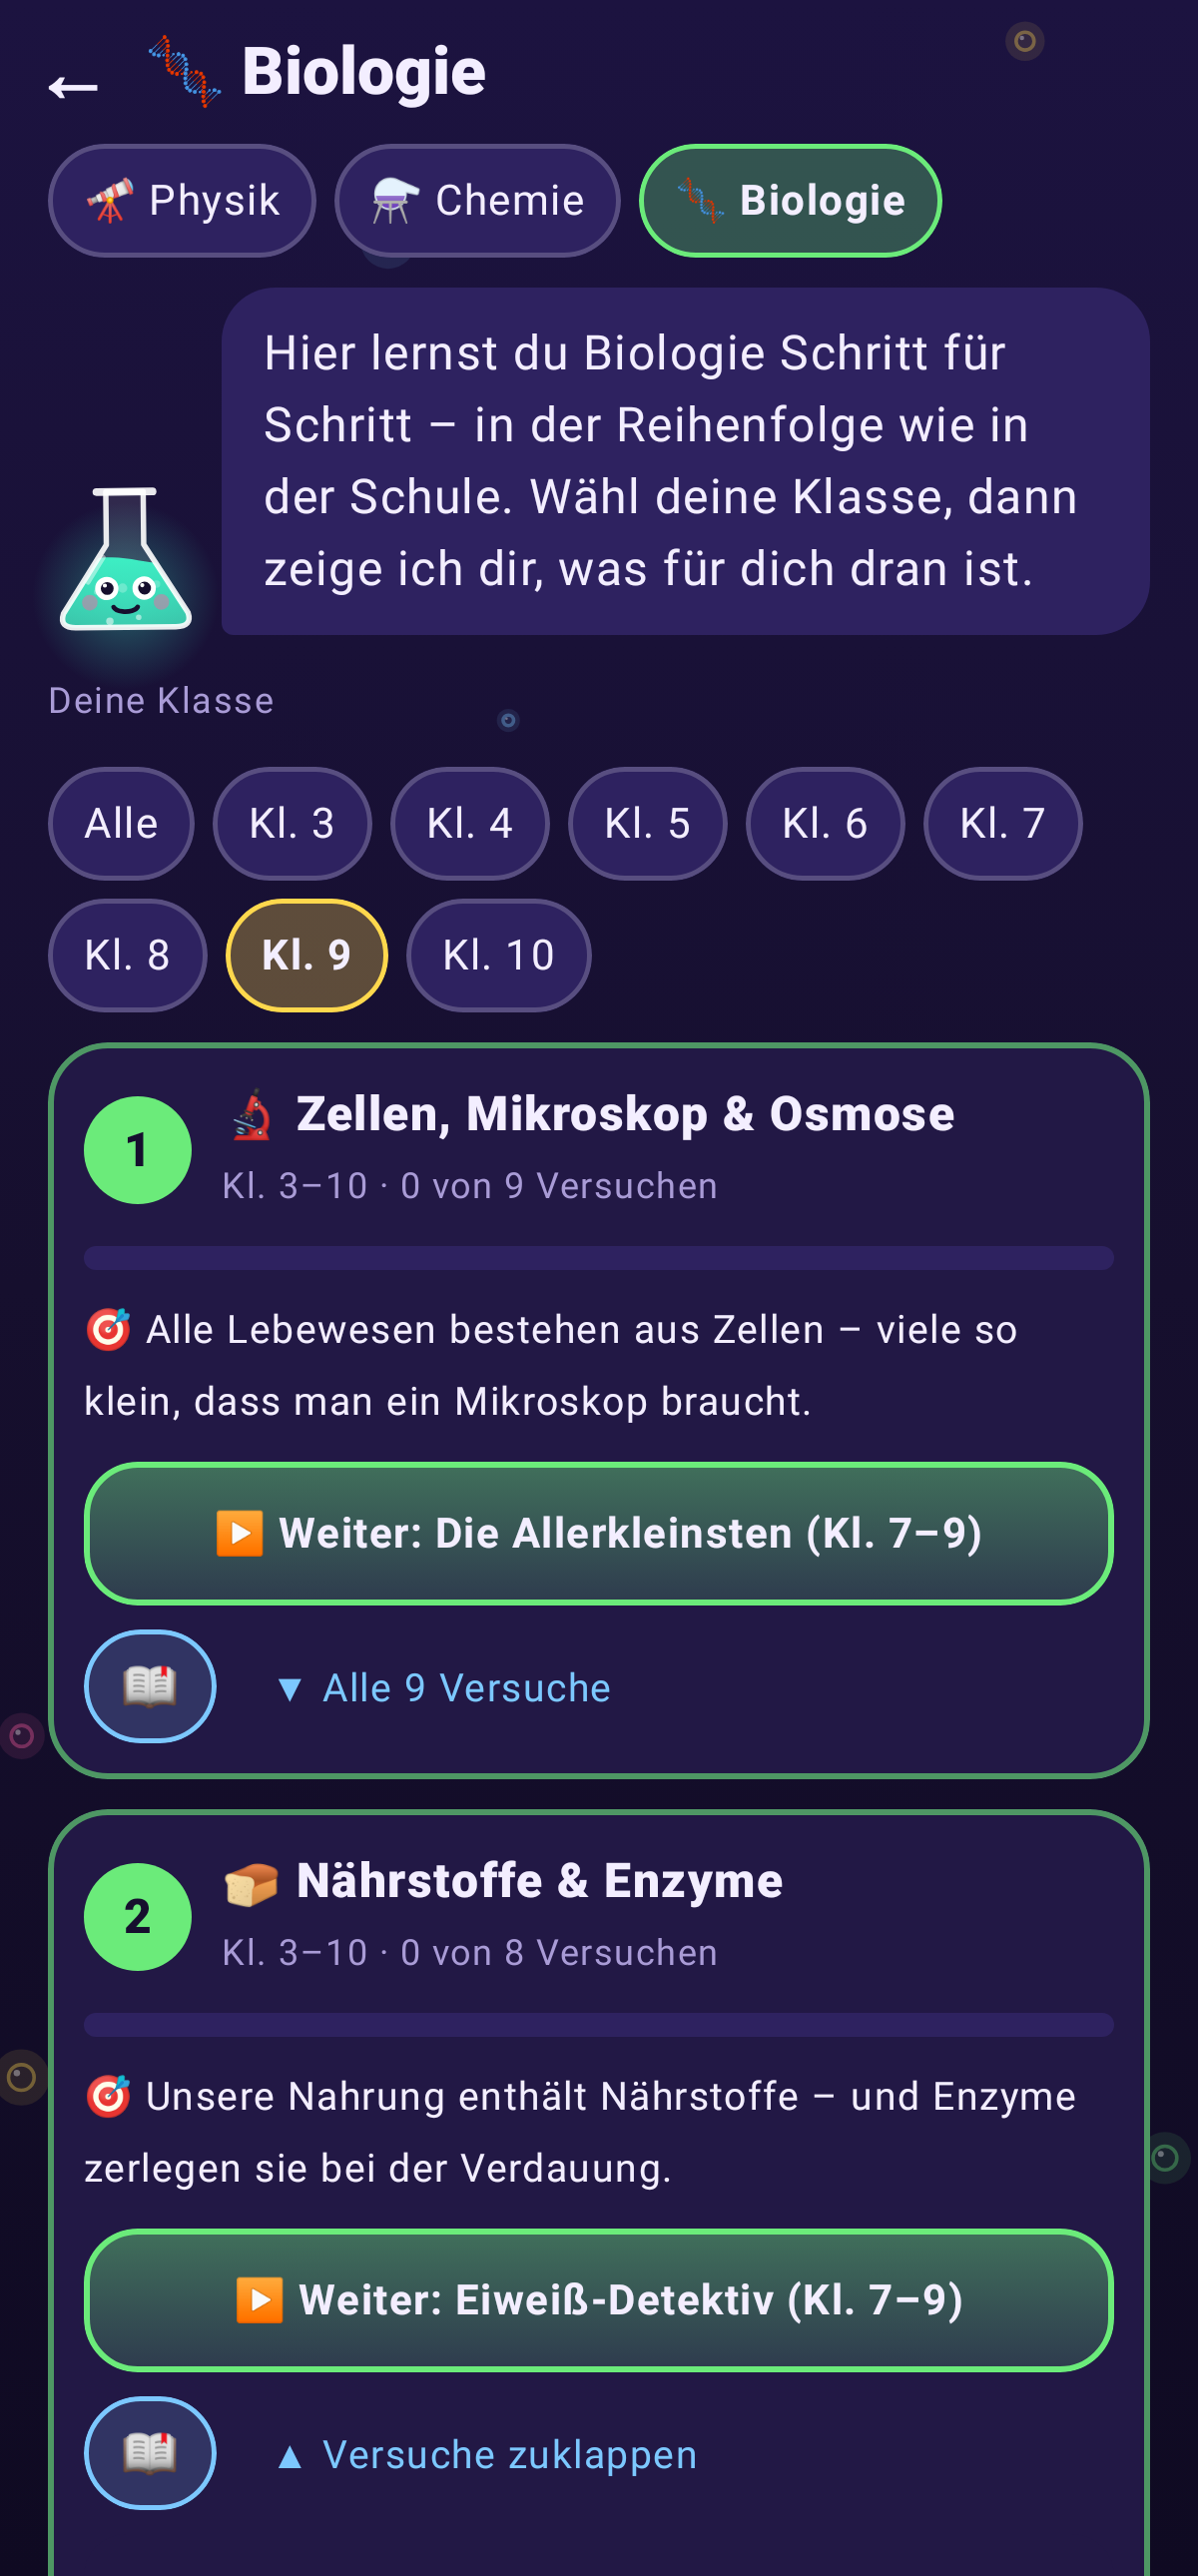 ← Biologie
Physik
Chemie
Biologie
Hier lernst du Biologie Schritt für
Schritt – in der Reihenfolge wie in
der Schule. Wähl deine Klasse, dann
zeige ich dir, was für dich dran ist.
Deine Klasse
Alle
Kl. 3
Kl. 4
Kl. 5
Kl. 6
Kl. 7
Kl. 8
Kl. 9
Kl. 10
1
Zellen, Mikroskop & Osmose
Kl. 3–10 · 0 von 9 Versuchen
Alle Lebewesen bestehen aus Zellen – viele so
klein, dass man ein Mikroskop braucht.
Weiter: Die Allerkleinsten (Kl. 7–9)
▼ Alle 9 Versuche
2
Nährstoffe & Enzyme
Kl. 3–10 · 0 von 8 Versuchen
Unsere Nahrung enthält Nährstoffe – und Enzyme
zerlegen sie bei der Verdauung.
Weiter: Eiweiß-Detektiv (Kl. 7–9)
▲ Versuche zuklappen